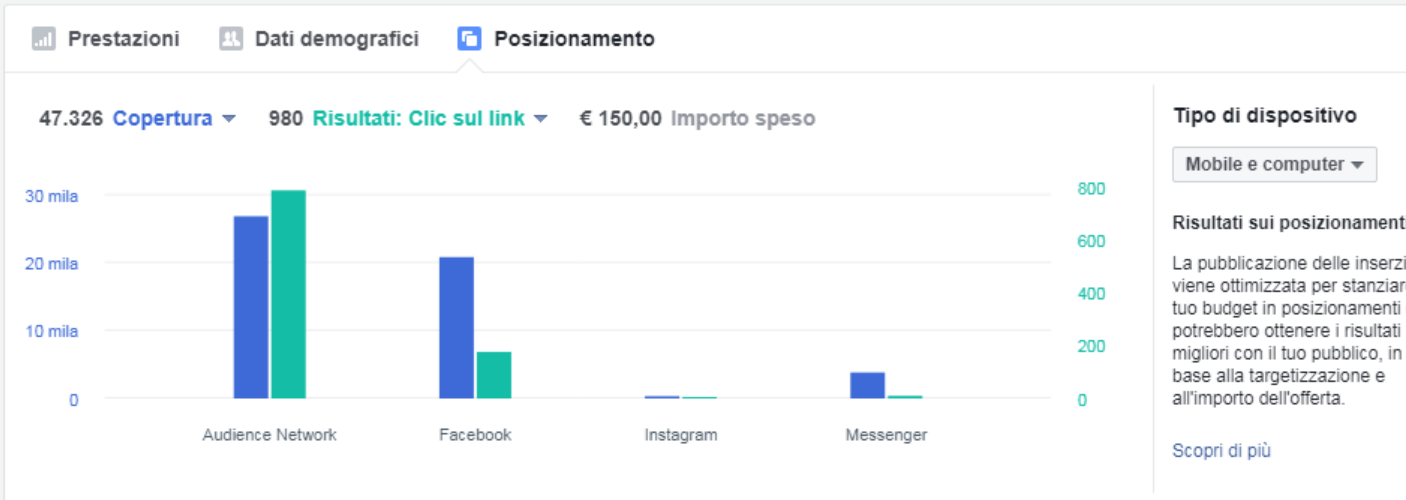 Prestazioni Dati demografici Posizionamento
47.326 Copertura 980 Risultati: Clic sul link € 150,00 Importo speso
30 mila
20 mila
10 mila
0
800
600
400
200
0
Audience Network Facebook Instagram Messenger
Tipo di dispositivo
Mobile e computer
Risultati sui posizionamenti
La pubblicazione delle inserzi
viene ottimizzata per stanziar
tuo budget in posizionamenti
potrebbero ottenere i risultati
migliori con il tuo pubblico, in
base alla targetizzazione e
all'importo dell'offerta.
Scopri di più